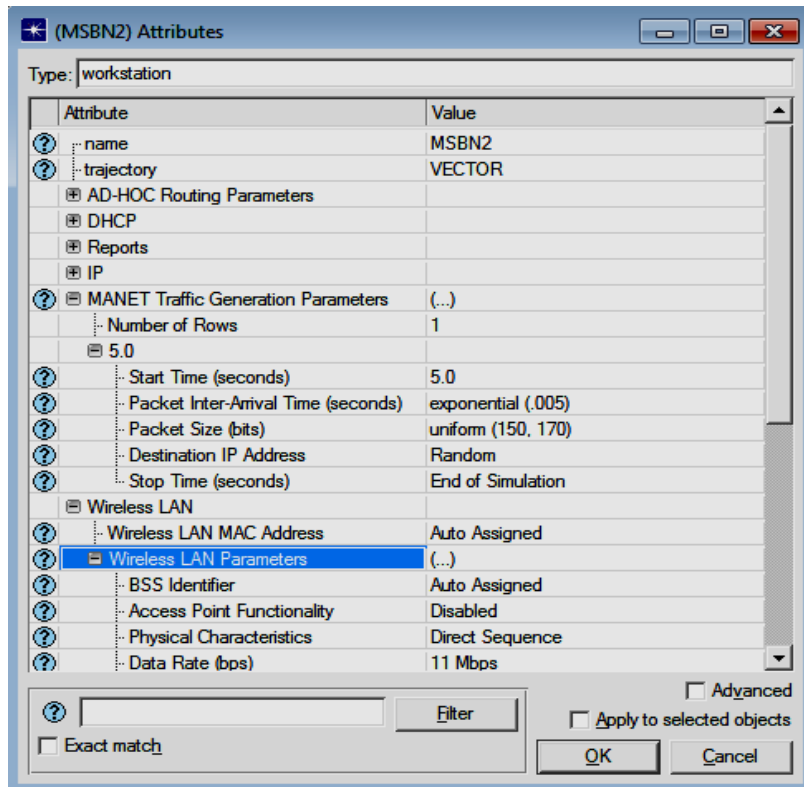 (MSBN2) Attributes
Type: workstation
Attribute Value
name MSBN2
trajectory VECTOR
AD-HOC Routing Parameters
DHCP
Reports
IP
MANET Traffic Generation Parameters (...)
Number of Rows 1
5.0
Start Time (seconds) 5.0
Packet Inter-Arrival Time (seconds) exponential (.005)
Packet Size (bits) uniform (150, 170)
Destination IP Address Random
Stop Time (seconds) End of Simulation
Wireless LAN
Wireless LAN MAC Address Auto Assigned
Wireless LAN Parameters (...)
BSS Identifier Auto Assigned
Access Point Functionality Disabled
Physical Characteristics Direct Sequence
Data Rate (bps) 11 Mbps
Advanced
Filter
Apply to selected objects
Exact match
OK Cancel